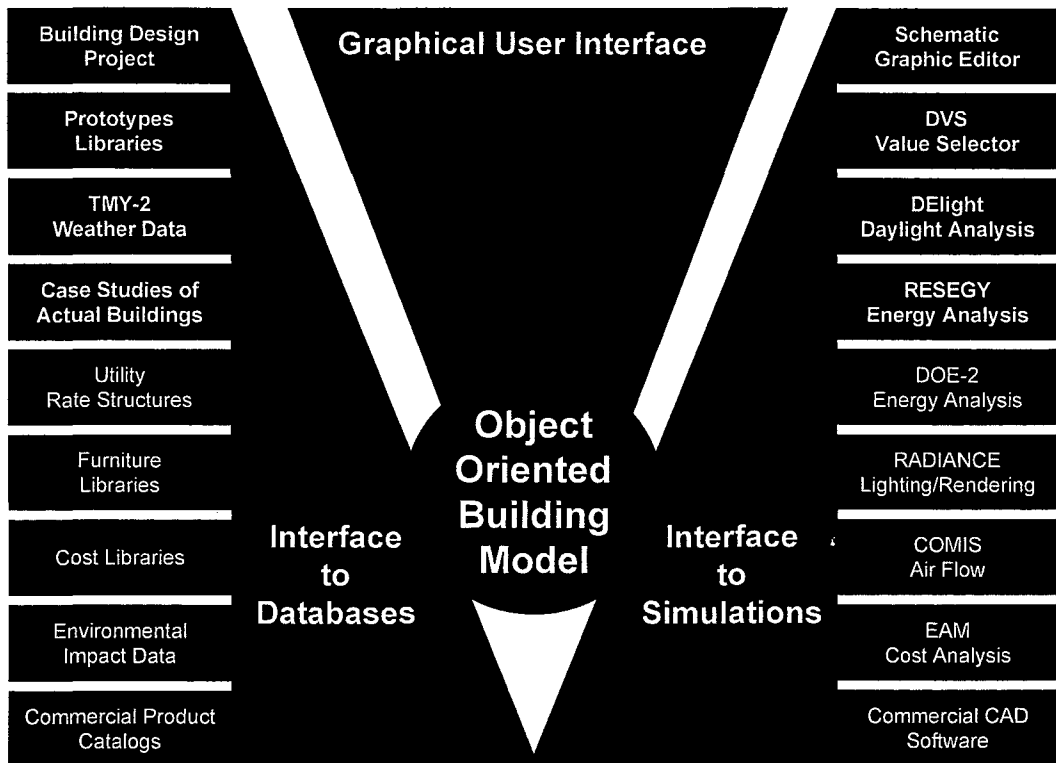 Building Design
Project
Prototypes
Libraries
TMY-2
Weather Data
Case Studies of
Actual Buildings
Utility
Rate Structures
Furniture
Libraries
Cost Libraries
Environmental
Impact Data
Commercial Product
Catalogs
Graphical User Interface
Object
Oriented
Building
Model
Interface
to
Databases
Interface
to
Simulations
Schematic
Graphic Editor
DVS
Value Selector
DElight
Daylight Analysis
RESEGY
Energy Analysis
DOE-2
Energy Analysis
RADIANCE
Lighting/Rendering
COMIS
Air Flow
EAM
Cost Analysis
Commercial CAD
Software